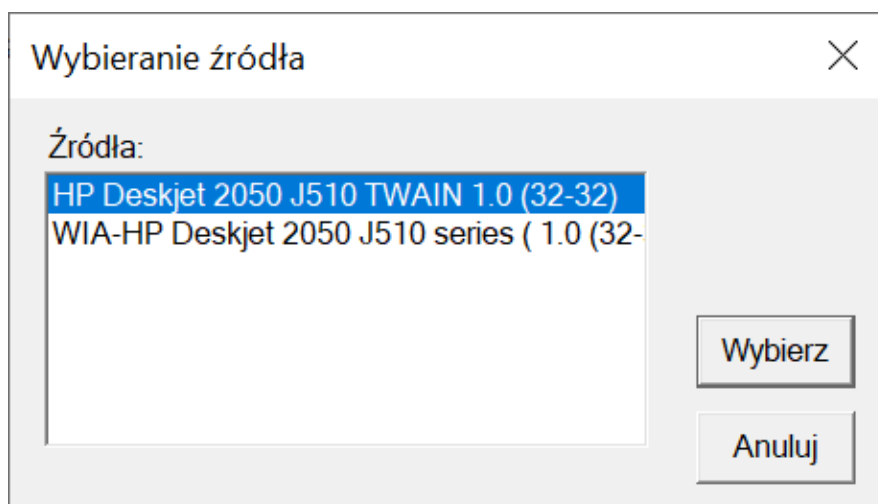 Wybieranie źródła
Źródła:
HP Deskjet 2050 J510 TWAIN 1.0 (32-32)
WIA-HP Deskjet 2050 J510 series ( 1.0 (32-
Wybierz
Anuluj